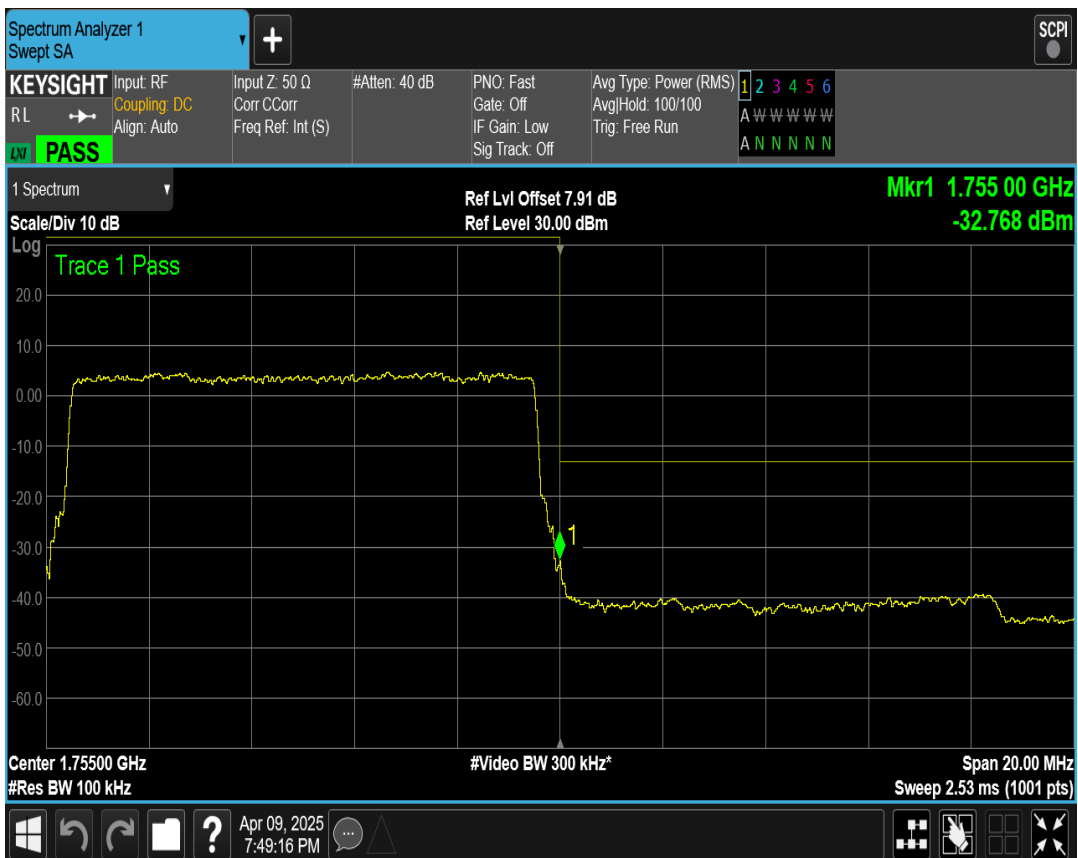 Spectrum Analyzer 1
Swept SA
+
SCPI
KEYSIGHT
RL
LXI PASS
Input: RF
Coupling: DC
Align: Auto
Input Z: 50 Ω
Corr CCorr
Freq Ref: Int (S)
#Atten: 40 dB
PNO: Fast
Gate: Off
IF Gain: Low
Sig Track: Off
Avg Type: Power (RMS)
Avg|Hold: 100/100
Trig: Free Run
1 2 3 4 5 6
A W W W W W
A N N N N N
1 Spectrum
Scale/Div 10 dB
Ref Lvl Offset 7.91 dB
Ref Level 30.00 dBm
Mkr1 1.755 00 GHz
-32.768 dBm
Log
Trace 1 Pass
20.0
10.0
0.00
-10.0
-20.0
-30.0
-40.0
-50.0
-60.0
1
Center 1.75500 GHz
#Res BW 100 kHz
#Video BW 300 kHz*
Span 20.00 MHz
Sweep 2.53 ms (1001 pts)
?
Apr 09, 2025
7:49:16 PM